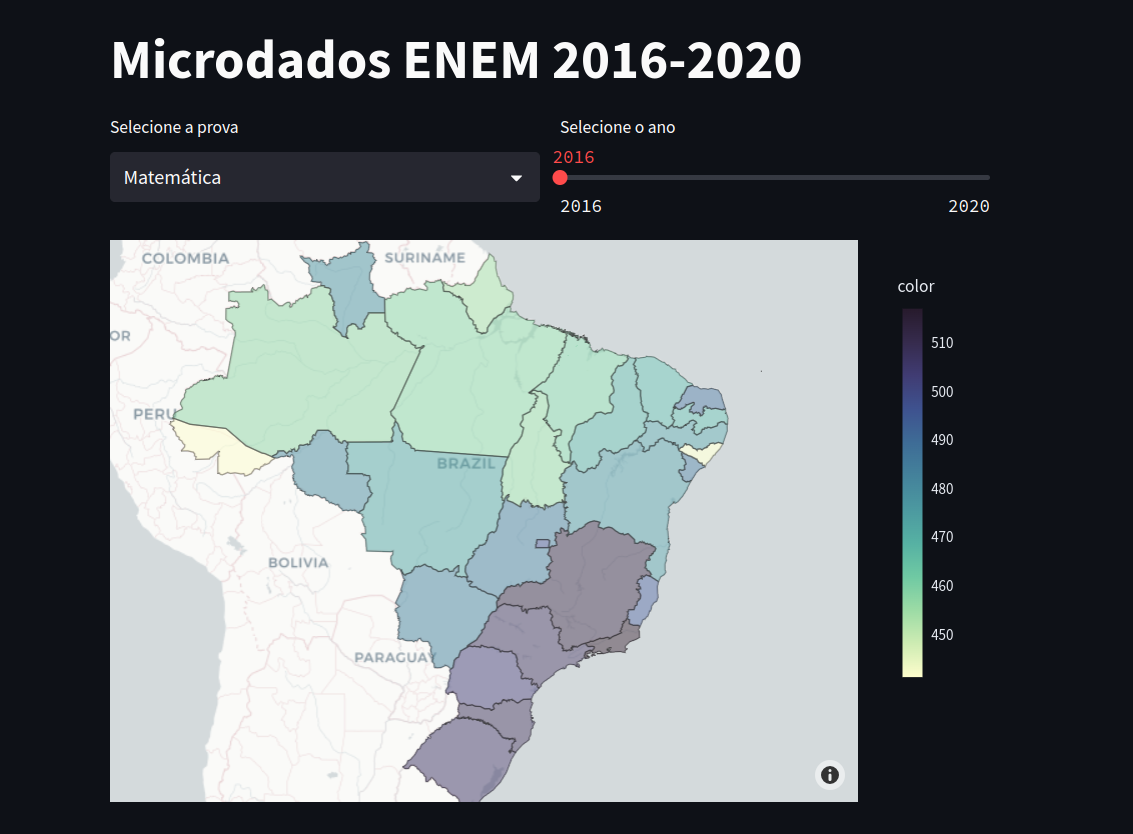 Microdados ENEM 2016-2020
Selecione a prova
Matemática
Selecione o ano
2016
2016
2020
COLOMBIA
SURINAME
OR
PERU
BRAZIL
BOLIVIA
PARAGUAY
color
510
500
490
480
470
460
450